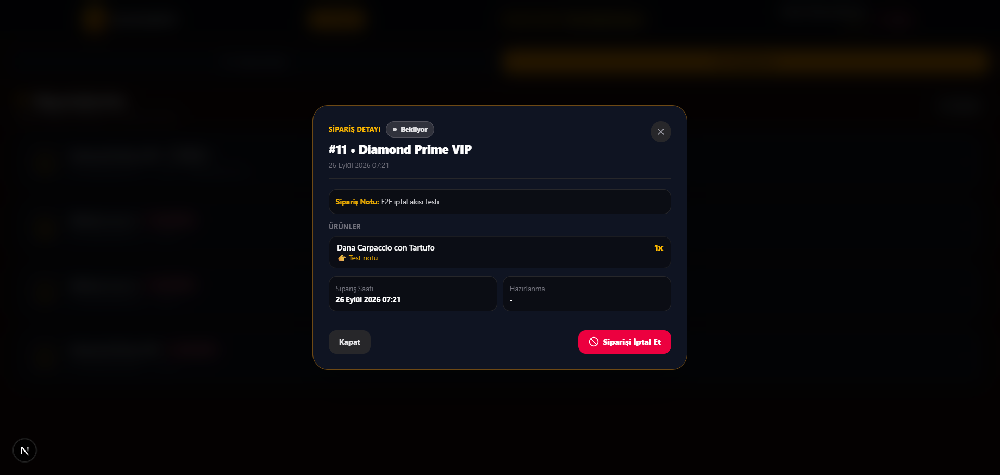 SİPARİŞ DETAYI
Bekliyor
#11 • Diamond Prime VIP
26 Eylül 2026 07:21
Sipariş Notu: E2E iptal akisi testi
ÜRÜNLER
Dana Carpaccio con Tartufo 1x
👉 Test notu
Sipariş Saati
26 Eylül 2026 07:21
Hazırlanma
-
Kapat
Siparişi İptal Et
N